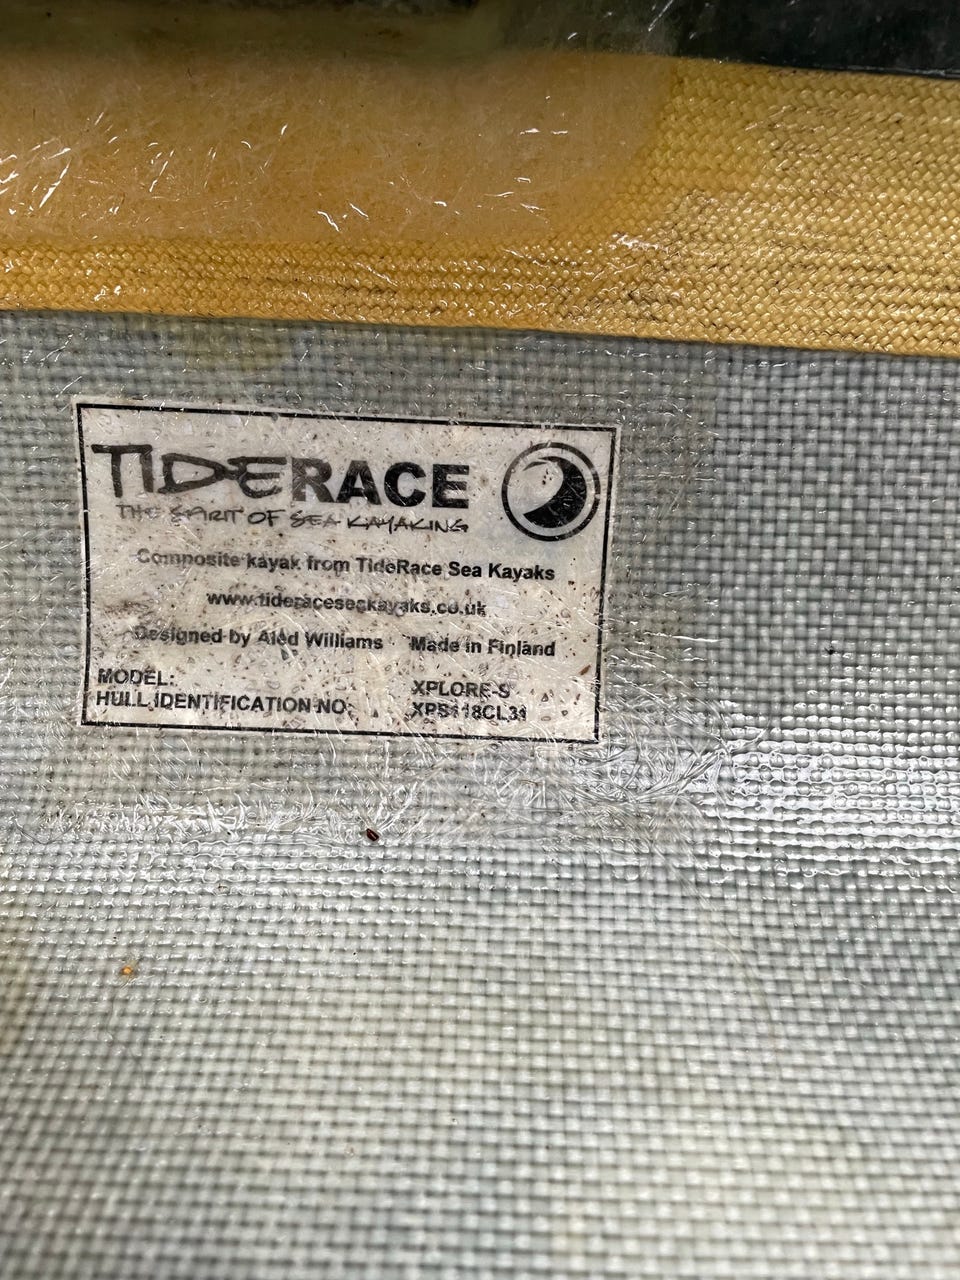 TIDERACE
THE SPIRIT OF SEA KAYAKING
Composite kayak from TideRace Sea Kayaks
www.tideraceseakayaks.co.uk
Designed by Aled Williams Made in Finland
MODEL: XPLORE-S
HULL IDENTIFICATION NO: